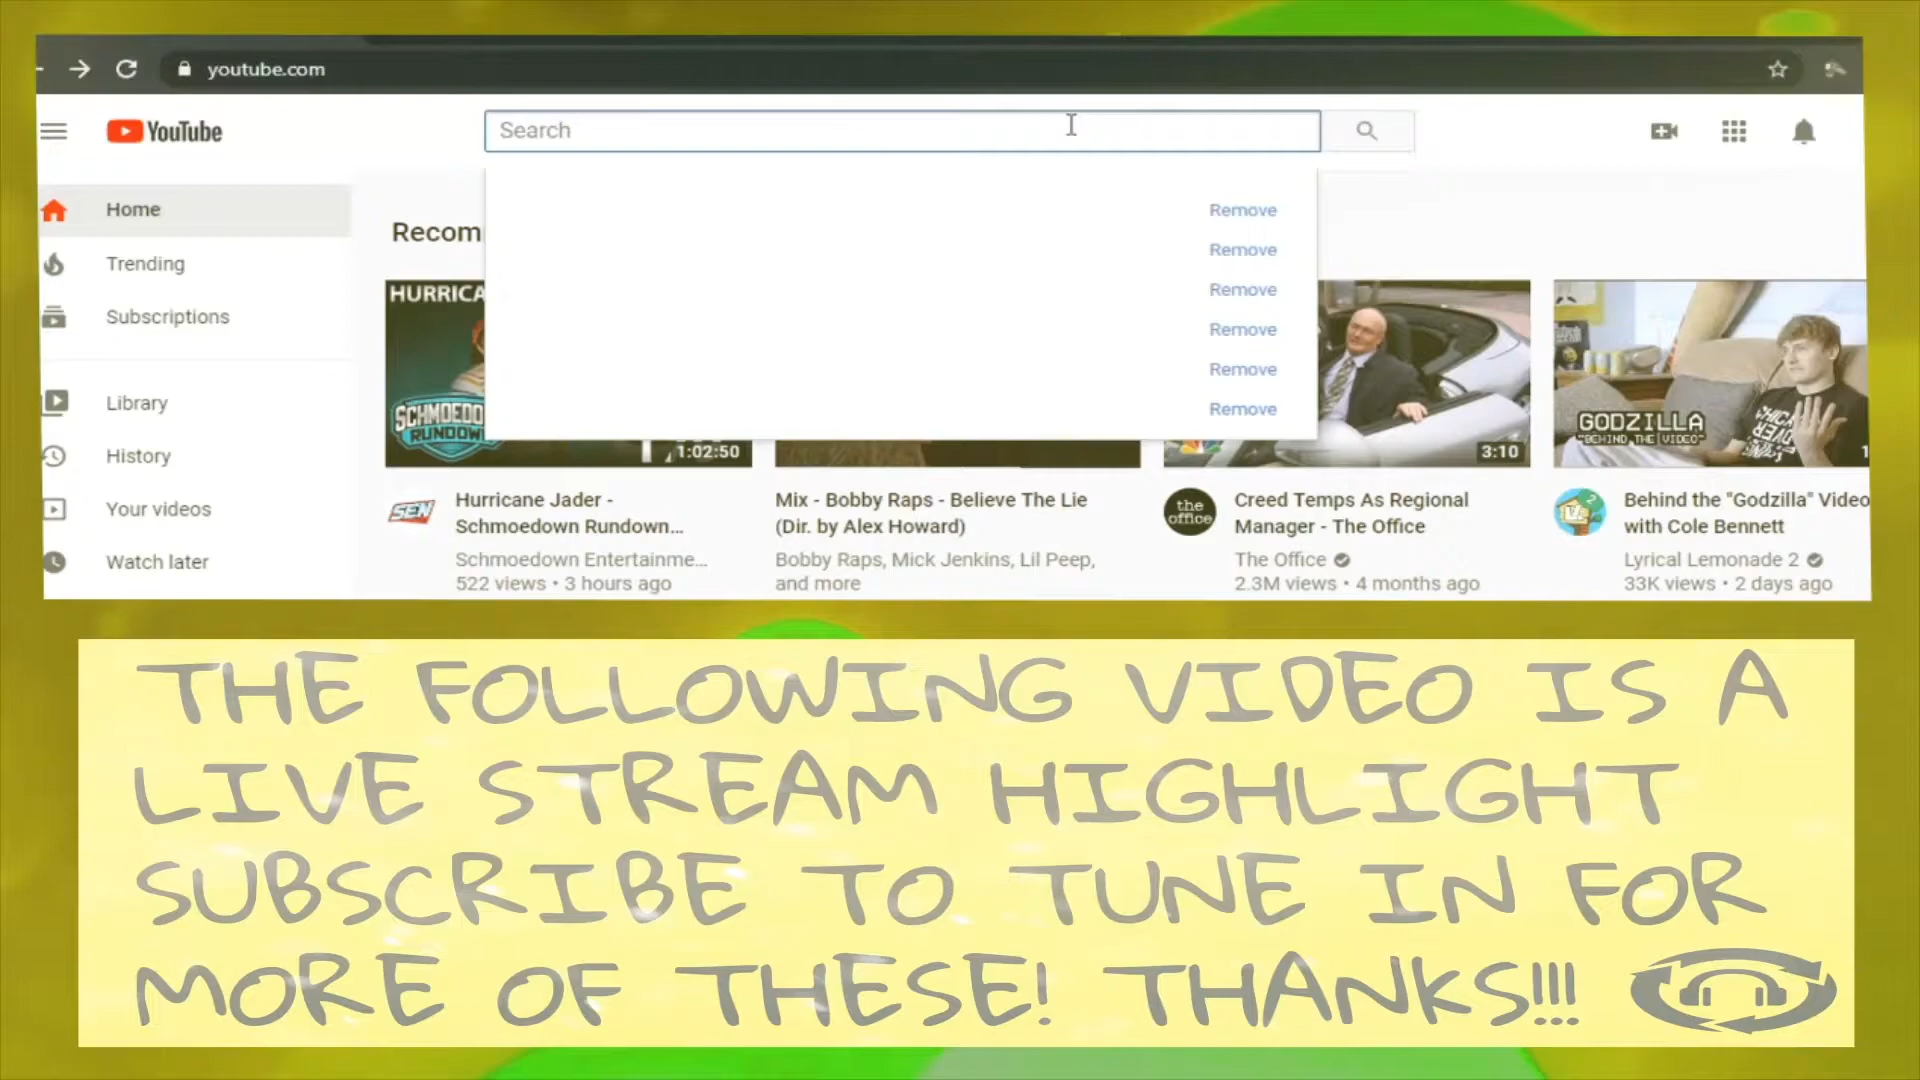 youtube.com
YouTube
Search
Home
Remove
Recom
Remove
Trending
Remove
Subscriptions
Remove
Remove
Remove
Library
History
Your videos
Watch later
HURRICA
SCHMOEDO
RUNDOW
1:02:50
3:10
GODZILLA
"BEHIND THE VIDEO"
SEN
Hurricane Jader -
Schmoedown Rundown...
Schmoedown Entertainme...
522 views • 3 hours ago
Mix - Bobby Raps - Believe The Lie
(Dir. by Alex Howard)
Bobby Raps, Mick Jenkins, Lil Peep,
and more
the
office
Creed Temps As Regional
Manager - The Office
The Office
2.3M views • 4 months ago
Behind the "Godzilla" Video
with Cole Bennett
Lyrical Lemonade 2
33K views • 2 days ago
THE FOLLOWING VIDEO IS A
LIVE STREAM HIGHLIGHT
SUBSCRIBE TO TUNE IN FOR
MORE OF THESE! THANKS!!!